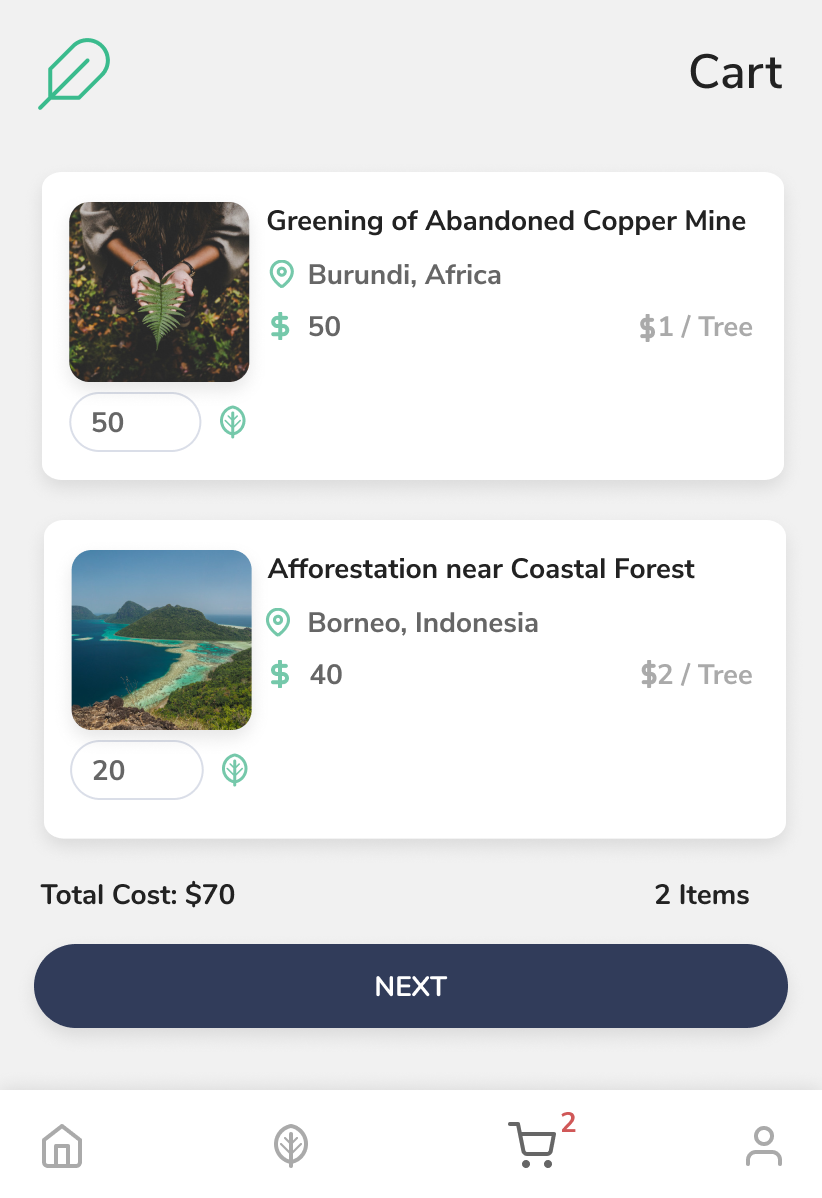 Cart
Greening of Abandoned Copper Mine
Burundi, Africa
$ 50 $1 / Tree
50
Afforestation near Coastal Forest
Borneo, Indonesia
$ 40 $2 / Tree
20
Total Cost: $70 2 Items
NEXT
2